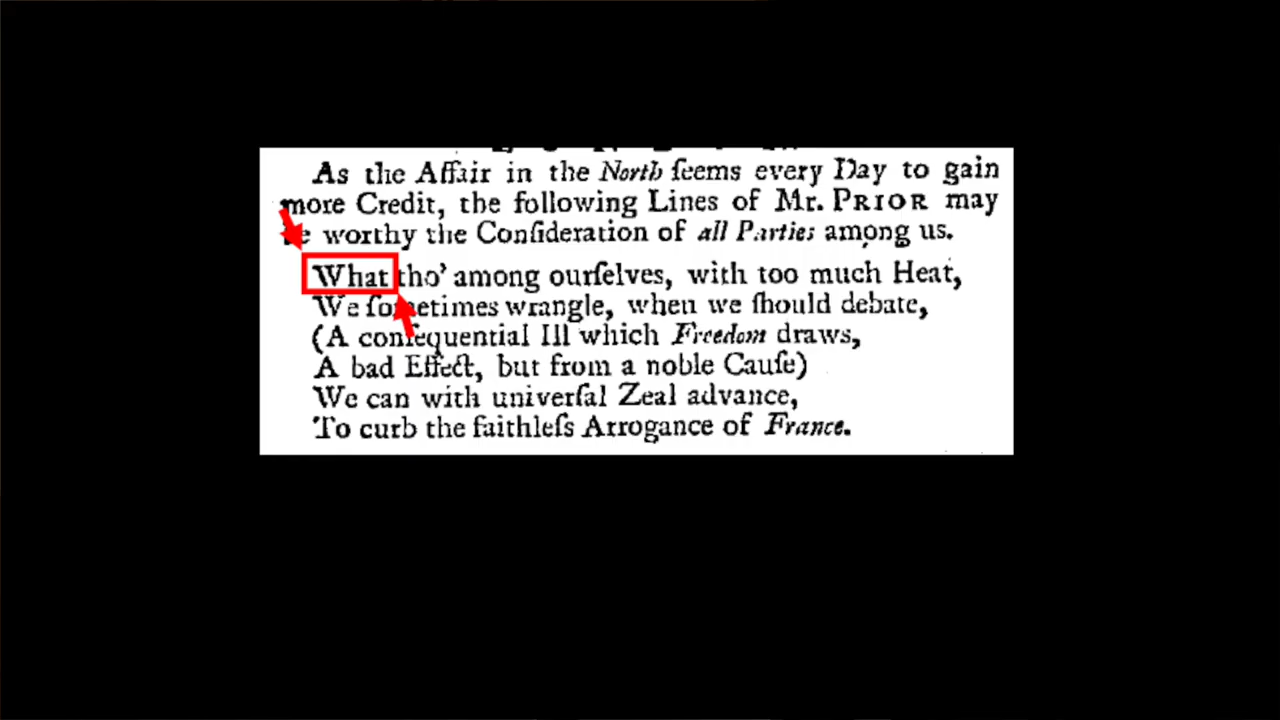 As the Affair in the North ſeems every Day to gain
more Credit, the following Lines of Mr. PRIOR may
be worthy the Conſideration of all Parties among us.
What tho' among ourſelves, with too much Heat,
We ſometimes wrangle, when we ſhould debate,
(A conſequential Ill which Freedom draws,
A bad Effect, but from a noble Cauſe)
We can with univerſal Zeal advance,
To curb the faithleſs Arrogance of France.